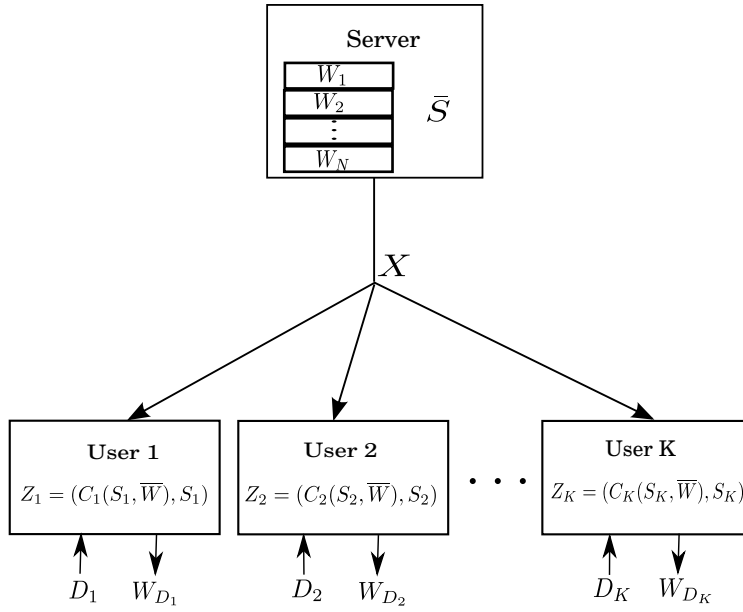 Server
W_1
W_2
⋮
W_N
S̄
X
User 1
Z_1 = (C_1(S_1, W̅), S_1)
User 2
Z_2 = (C_2(S_2, W̅), S_2)
. . .
User K
Z_K = (C_K(S_K, W̅), S_K)
D_1
W_{D_1}
D_2
W_{D_2}
D_K
W_{D_K}